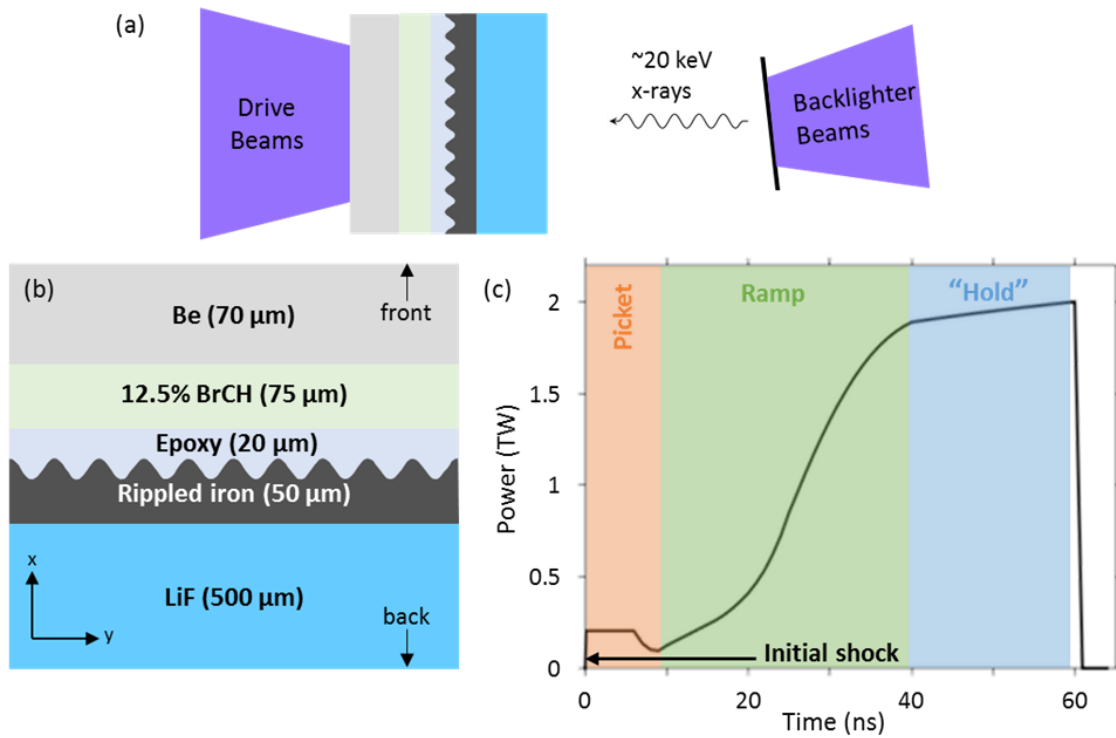 (a)
Drive
Beams
~20 keV
x-rays
Backlighter
Beams
(b)
front
Be (70 μm)
12.5% BrCH (75 μm)
Epoxy (20 μm)
Rippled iron (50 μm)
x
y
LiF (500 μm)
back
(c)
Picket
Ramp
“Hold”
2
1.5
1
0.5
0
Power (TW)
Initial shock
0
20
40
60
Time (ns)